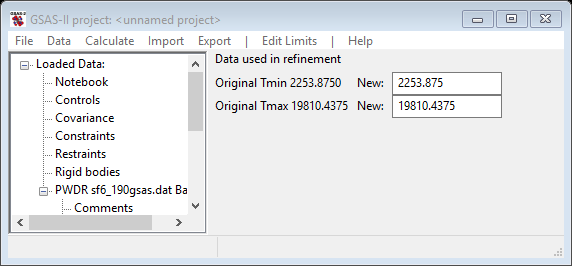 GSAS-II project: <unnamed project>
File Data Calculate Import Export | Edit Limits | Help
Loaded Data:
Notebook
Controls
Covariance
Constraints
Restraints
Rigid bodies
PWDR sf6_190gsas.dat Ba
Comments
Data used in refinement
Original Tmin 2253.8750 New: 2253.875
Original Tmax 19810.4375 New: 19810.4375